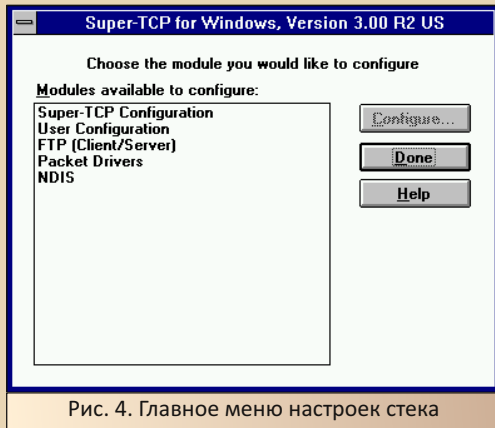 Super-TCP for Windows, Version 3.00 R2 US
Choose the module you would like to configure
Modules available to configure:
Super-TCP Configuration
User Configuration
FTP (Client/Server)
Packet Drivers
NDIS
Configure...
Done
Help
Рис. 4. Главное меню настроек стека